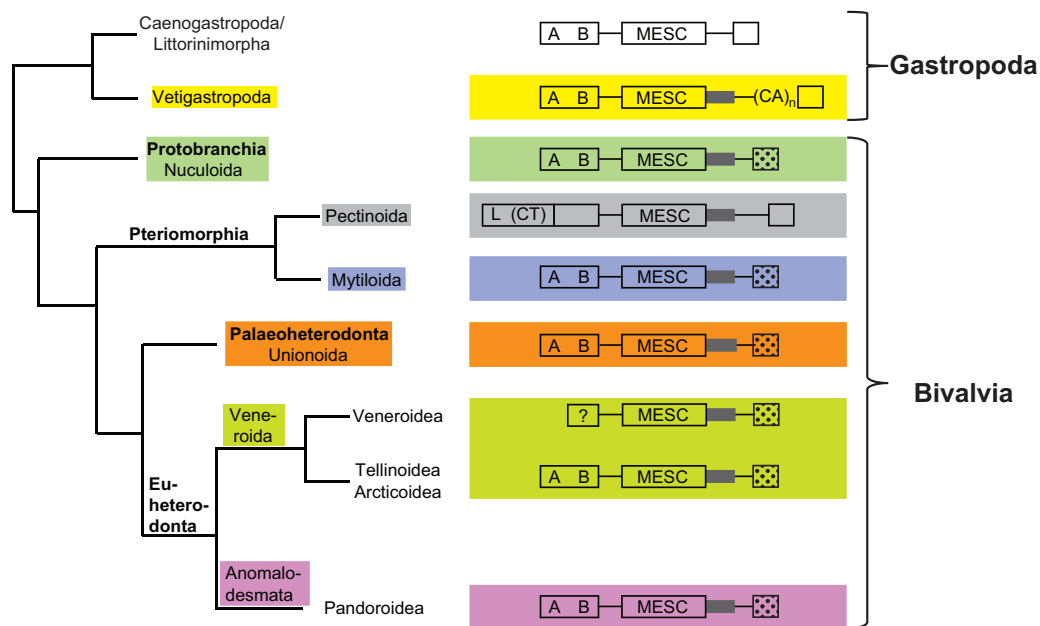 Caenogastropoda/
Littorinimorpha
A B MESC
Gastropoda
Vetigastropoda
A B MESC (CA)n
Protobranchia
Nuculoida
A B MESC
Pteriomorphia
Pectinoida
L (CT) MESC
Mytiloida
A B MESC
Palaeoheterodonta
Unionoida
A B MESC
Bivalvia
Vene-
roida
Veneroidea
? MESC
Tellinoidea
Arcticoidea
A B MESC
Eu-
hetero-
donta
Anomalo-
desmata
Pandoroidea
A B MESC